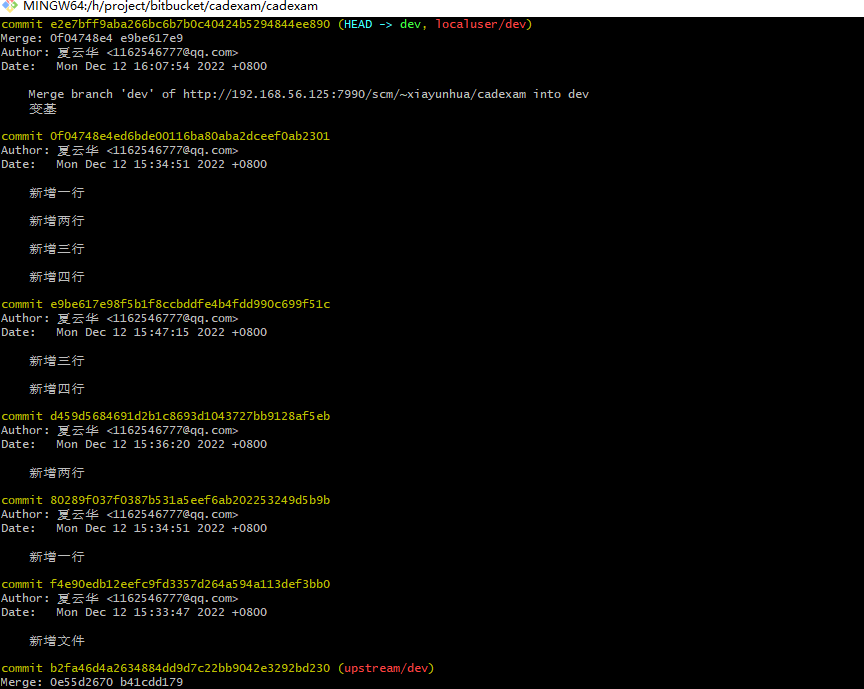 MINGW64:/h/project/bitbucket/cadexam/cadexam
commit e2e7bff9aba266bc6b7b0c40424b5294844ee890 (HEAD -> dev, localuser/dev)
Merge: 0f04748e4 e9be617e9
Author: 夏云华 <1162546777@qq.com>
Date:   Mon Dec 12 16:07:54 2022 +0800
Merge branch 'dev' of http://192.168.56.125:7990/scm/~xiayunhua/cadexam into dev
变基
commit 0f04748e4ed6bde00116ba80aba2dceef0ab2301
Author: 夏云华 <1162546777@qq.com>
Date:   Mon Dec 12 15:34:51 2022 +0800
新增一行
新增两行
新增三行
新增四行
commit e9be617e98f5b1f8ccbddfe4b4fdd990c699f51c
Author: 夏云华 <1162546777@qq.com>
Date:   Mon Dec 12 15:47:15 2022 +0800
新增三行
新增四行
commit d459d5684691d2b1c8693d1043727bb9128af5eb
Author: 夏云华 <1162546777@qq.com>
Date:   Mon Dec 12 15:36:20 2022 +0800
新增两行
commit 80289f037f0387b531a5eef6ab202253249d5b9b
Author: 夏云华 <1162546777@qq.com>
Date:   Mon Dec 12 15:34:51 2022 +0800
新增一行
commit f4e90edb12eefc9fd3357d264a594a113def3bb0
Author: 夏云华 <1162546777@qq.com>
Date:   Mon Dec 12 15:33:47 2022 +0800
新增文件
commit b2fa46d4a2634884dd9d7c22bb9042e3292bd230 (upstream/dev)
Merge: 0e55d2670 b41cdd179